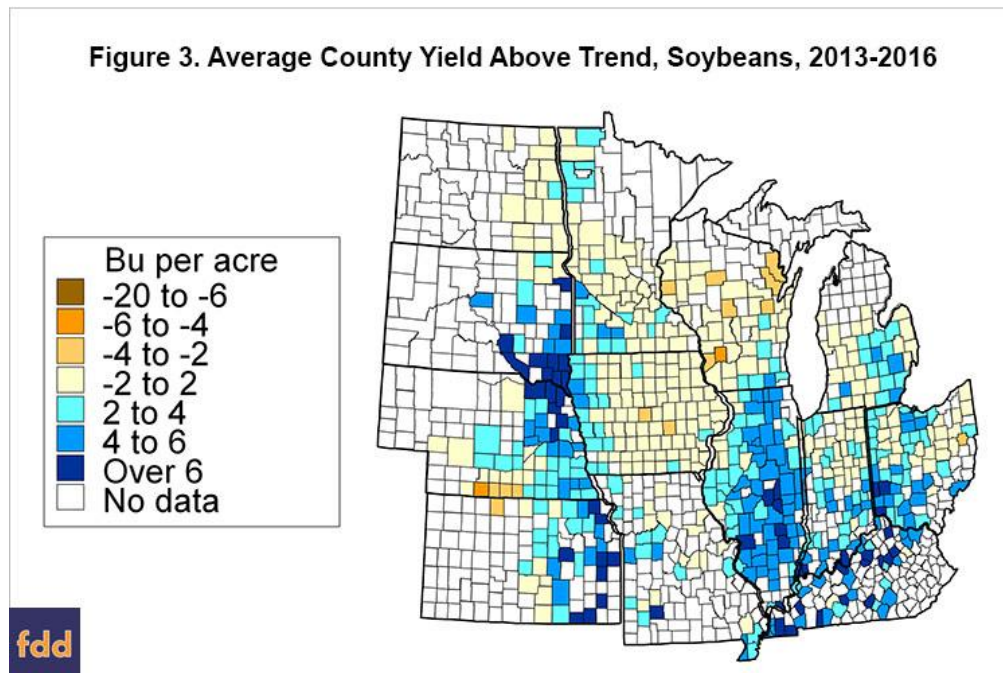 Figure 3. Average County Yield Above Trend, Soybeans, 2013-2016
Bu per acre
-20 to -6
-6 to -4
-4 to -2
-2 to 2
2 to 4
4 to 6
Over 6
No data
fdd